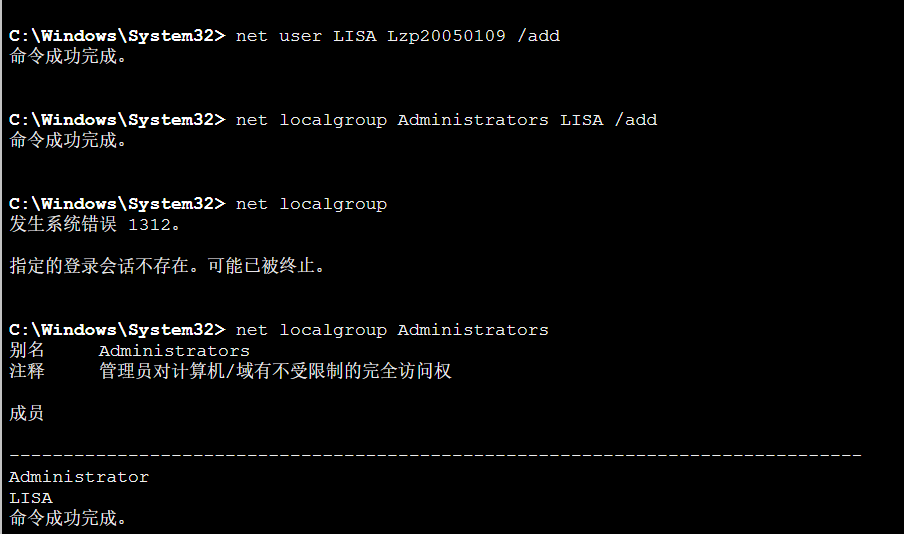 C:\Windows\System32> net user LISA Lzp20050109 /add
命令成功完成。
C:\Windows\System32> net localgroup Administrators LISA /add
命令成功完成。
C:\Windows\System32> net localgroup
发生系统错误 1312。
指定的登录会话不存在。可能已被终止。
C:\Windows\System32> net localgroup Administrators
别名 Administrators
注释 管理员对计算机/域有不受限制的完全访问权
成员
-------------------------------------------------------------------------------
Administrator
LISA
命令成功完成。